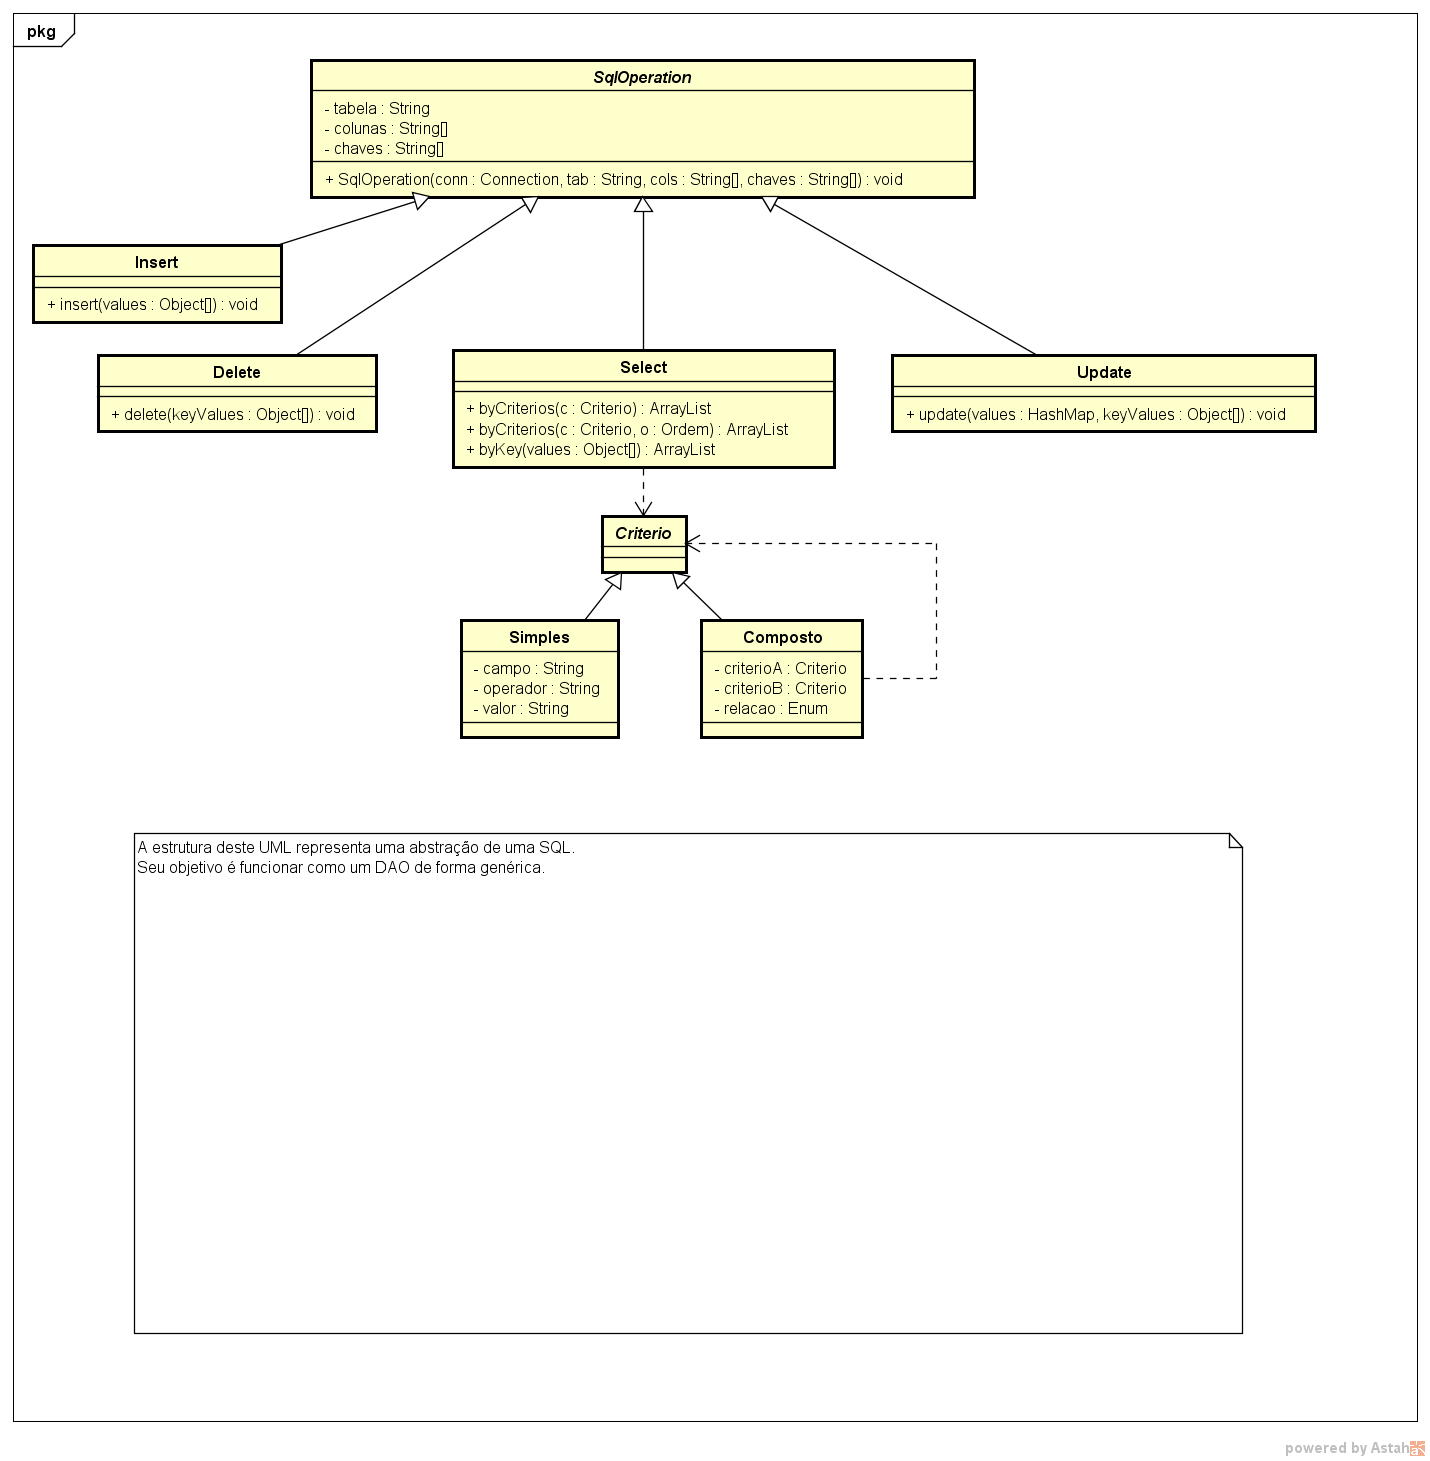 pkg
SqlOperation
- tabela : String
- colunas : String[]
- chaves : String[]
+ SqlOperation(conn : Connection, tab : String, cols : String[], chaves : String[]) : void
Insert
+ insert(values : Object[]) : void
Delete
+ delete(keyValues : Object[]) : void
Select
+ byCriterios(c : Criterio) : ArrayList
+ byCriterios(c : Criterio, o : Ordem) : ArrayList
+ byKey(values : Object[]) : ArrayList
Update
+ update(values : HashMap, keyValues : Object[]) : void
Criterio
Simples
- campo : String
- operador : String
- valor : String
Composto
- criterioA : Criterio
- criterioB : Criterio
- relacao : Enum
A estrutura deste UML representa uma abstração de uma SQL.
Seu objetivo é funcionar como um DAO de forma genérica.
powered by Astah